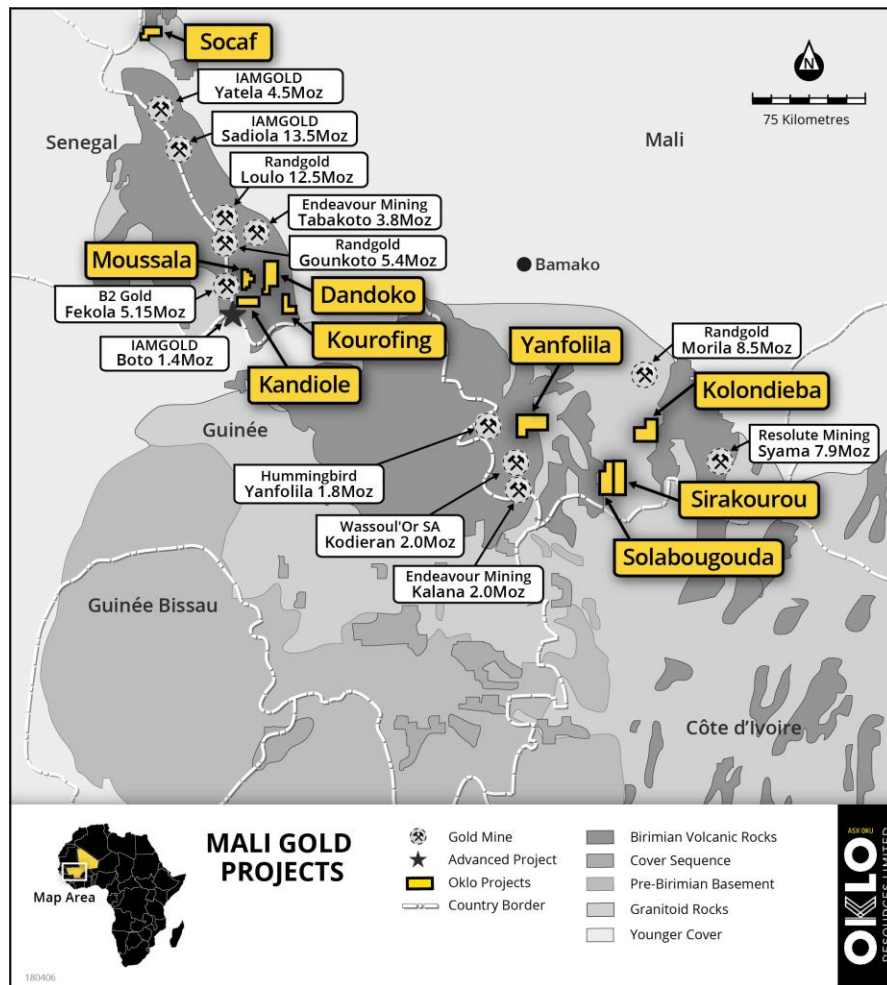 Socaf
IAMGOLD
Yatela 4.5Moz
N
75 Kilometres
IAMGOLD
Sadiola 13.5Moz
Senegal
Mali
Randgold
Loulo 12.5Moz
Endeavour Mining
Tabakoto 3.8Moz
Randgold
Gounkoto 5.4Moz
Moussala
Bamako
Dandoko
B2 Gold
Fekola 5.15Moz
Kourofing
IAMGOLD
Boto 1.4Moz
Yanfolila
Randgold
Morila 8.5Moz
Kandiole
Kolondieba
Guinée
Resolute Mining
Syama 7.9Moz
Hummingbird
Yanfolila 1.8Moz
Sirakourou
Wassoul'Or SA
Kodieran 2.0Moz
Solabougouda
Endeavour Mining
Kalana 2.0Moz
Guinée Bissau
Côte d'Ivoire
Map Area
MALI GOLD
PROJECTS
Gold Mine
Advanced Project
Oklo Projects
Country Border
Birimian Volcanic Rocks
Cover Sequence
Pre-Birimian Basement
Granitoid Rocks
Younger Cover
ASX:OKU
OKLO
RESOURCES LIMITED
180406